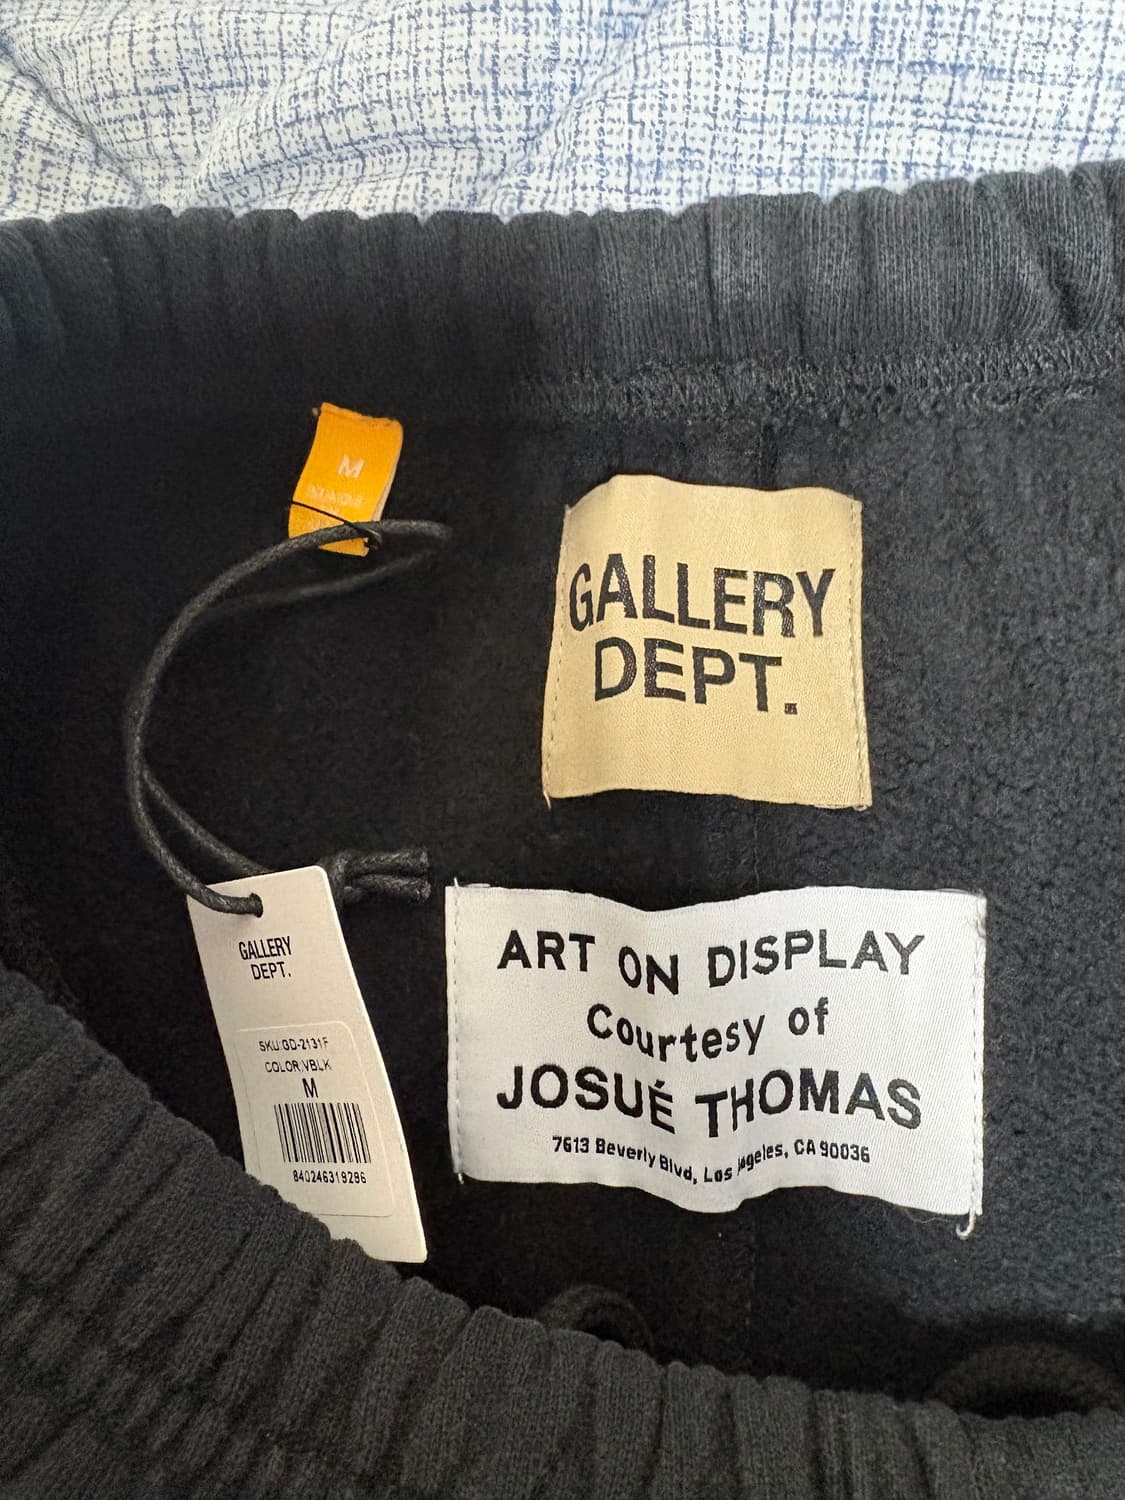 M
MADE
GALLERY
DEPT.
ART ON DISPLAY
Courtesy of
JOSUÉ THOMAS
7613 Beverly Blvd, Los Angeles, CA 90036
GALLERY
DEPT.
SKU:GD-2131F
COLOR:VBLK
M
840246319286